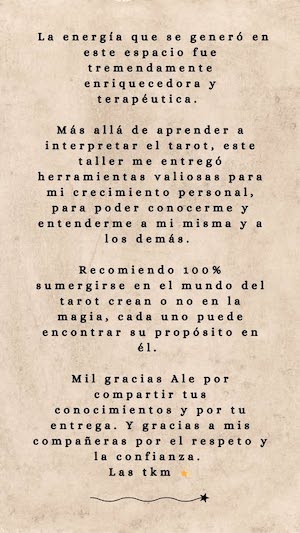 La energía que se generó en
este espacio fue
tremendamente
enriquecedora y
terapéutica.
Más allá de aprender a
interpretar el tarot, este
taller me entregó
herramientas valiosas para
mi crecimiento personal,
para poder conocerme y
entenderme a mi misma y a
los demás.
Recomiendo 100%
sumergirse en el mundo del
tarot crean o no en la
magia, cada uno puede
encontrar su propósito en
él.
Mil gracias Ale por
compartir tus
conocimientos y por tu
entrega. Y gracias a mis
compañeras por el respeto y
la confianza.
Las tkm